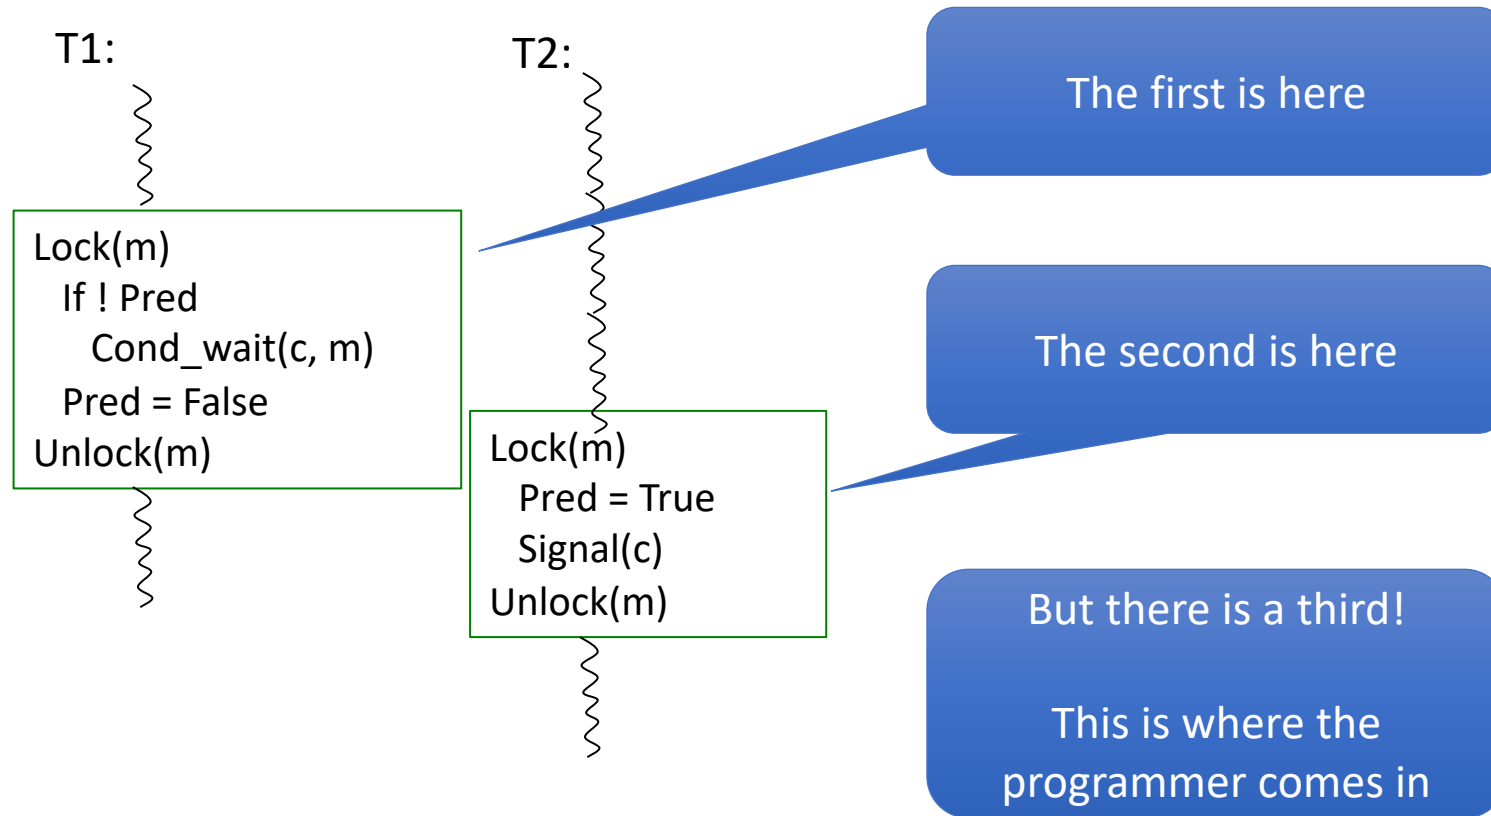 T1:
Lock(m)
If ! Pred
Cond_wait(c, m)
Pred = False
Unlock(m)
T2:
Lock(m)
Pred = True
Signal(c)
Unlock(m)
The first is here
The second is here
But there is a third!
This is where the
programmer comes in